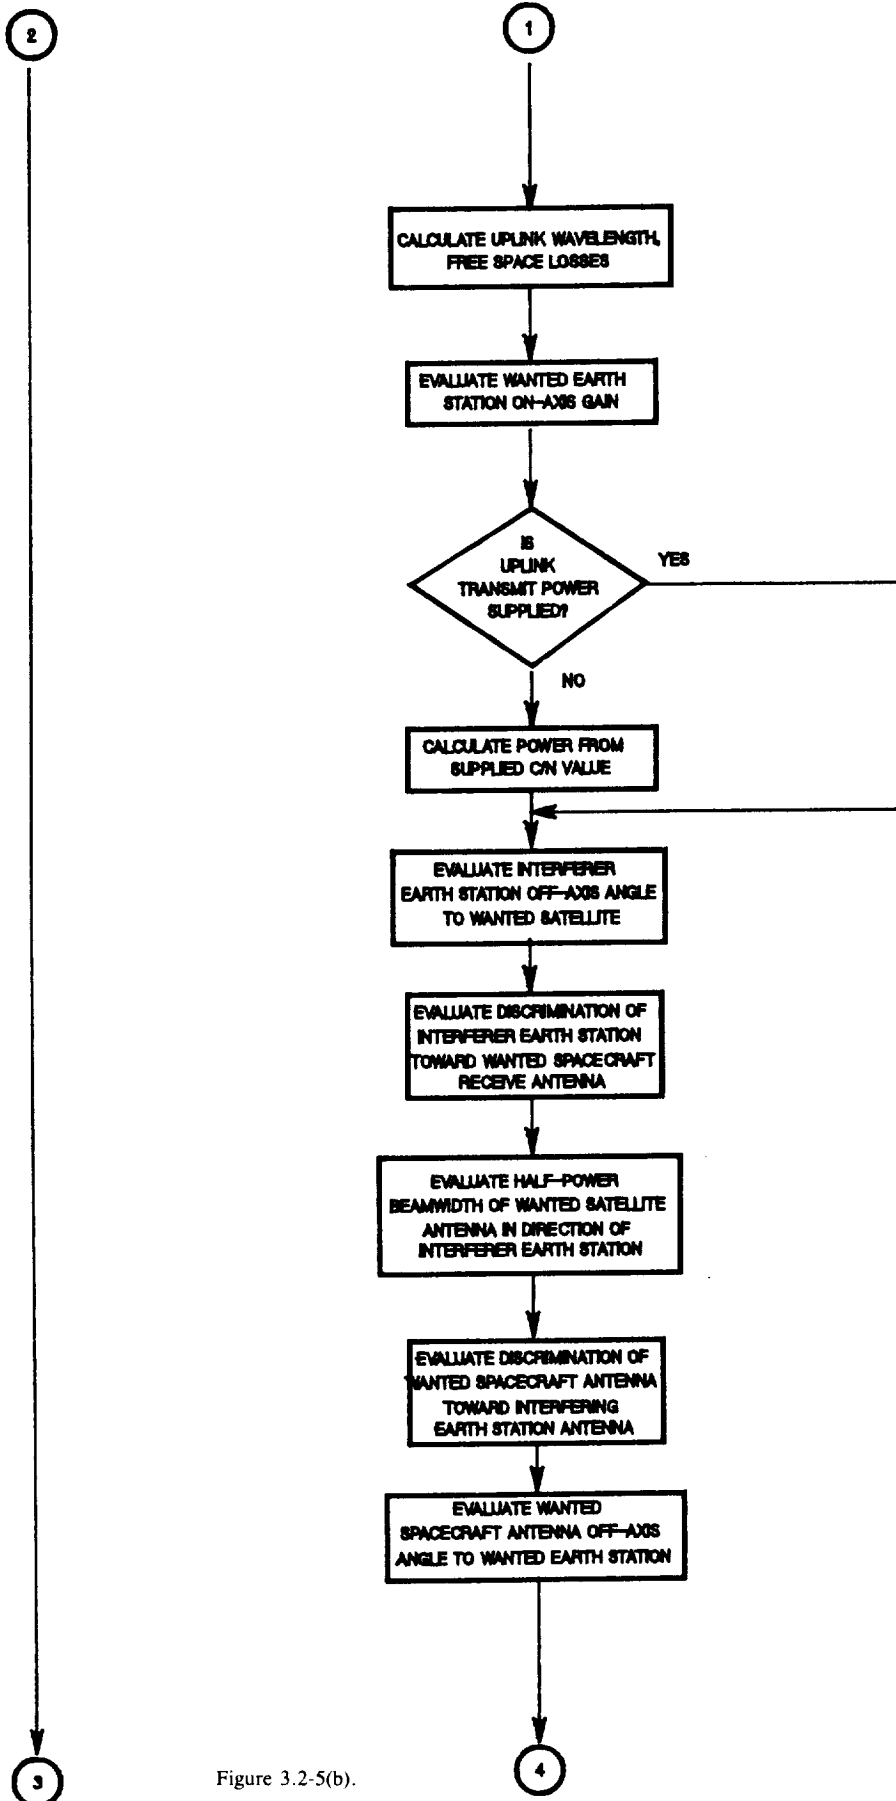 2
1
CALCULATE UPLINK WAVELENGTH,
FREE SPACE LOSSES
EVALUATE WANTED EARTH
STATION ON-AXIS GAIN
IS
UPLINK
TRANSMIT POWER
SUPPLIED?
YES
NO
CALCULATE POWER FROM
SUPPLIED C/N VALUE
EVALUATE INTERFERER
EARTH STATION OFF-AXIS ANGLE
TO WANTED SATELLITE
EVALUATE DISCRIMINATION OF
INTERFERER EARTH STATION
TOWARD WANTED SPACECRAFT
RECEIVE ANTENNA
EVALUATE HALF-POWER
BEAMWIDTH OF WANTED SATELLITE
ANTENNA IN DIRECTION OF
INTERFERER EARTH STATION
EVALUATE DISCRIMINATION OF
WANTED SPACECRAFT ANTENNA
TOWARD INTERFERING
EARTH STATION ANTENNA
EVALUATE WANTED
SPACECRAFT ANTENNA OFF-AXIS
ANGLE TO WANTED EARTH STATION
3
Figure 3.2-5(b).
4